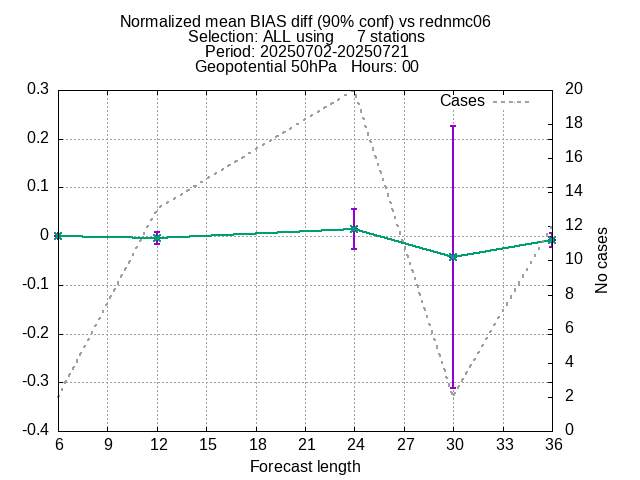 Normalized mean BIAS diff (90% conf) vs rednmc06
Selection: ALL using     7 stations
Period: 20250702-20250721
Geopotential 50hPa   Hours: 00
Cases
0.3
0.2
0.1
0
-0.1
-0.2
-0.3
-0.4
20
18
16
14
12
10
8
6
4
2
0
No cases
6 9 12 15 18 21 24 27 30 33 36
Forecast length